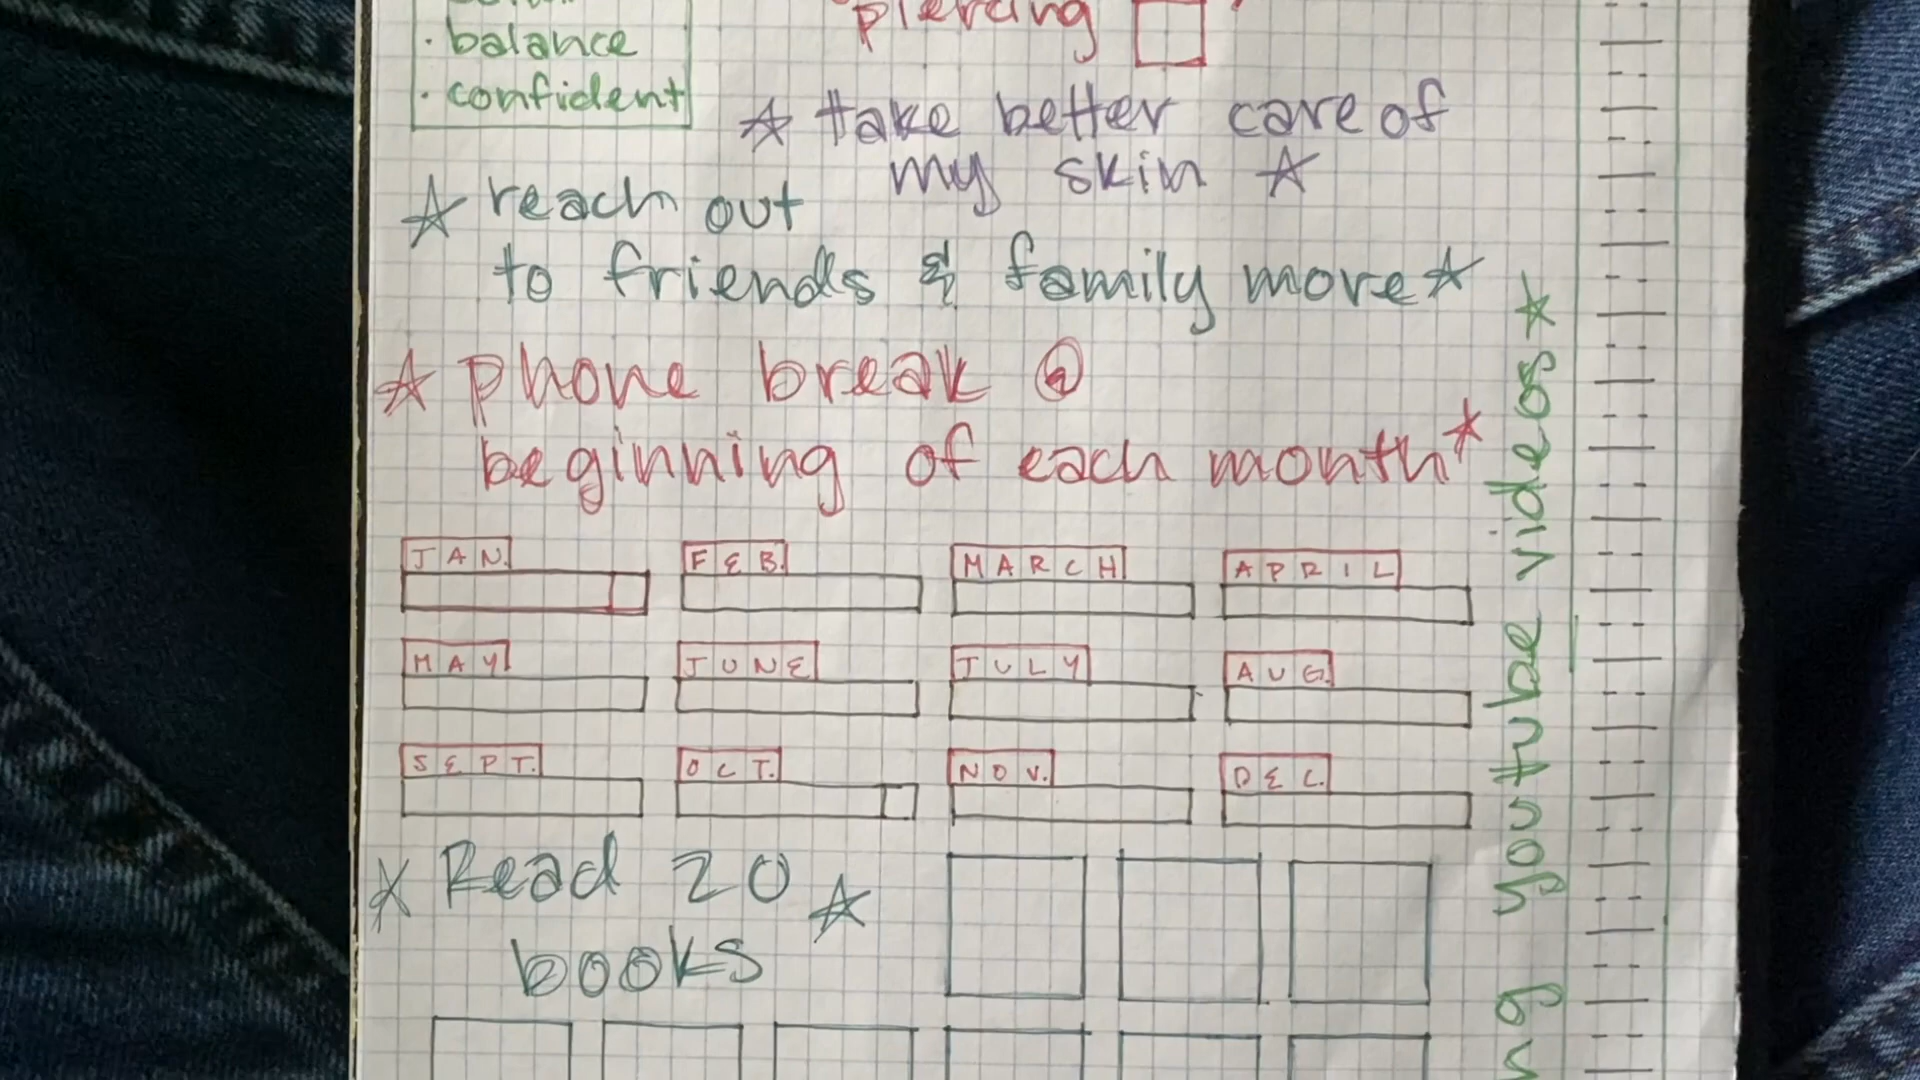 · balance
· confident
piercing
☆ take better care of
my skin ☆
☆ reach out
to friends & family more ☆
☆ phone break @
beginning of each month ☆
JAN. FEB. MARCH APRIL
MAY JUNE JULY AUG.
SEPT. OCT. NOV. DEC.
☆ Read 20 ☆
books
youtube videos ☆